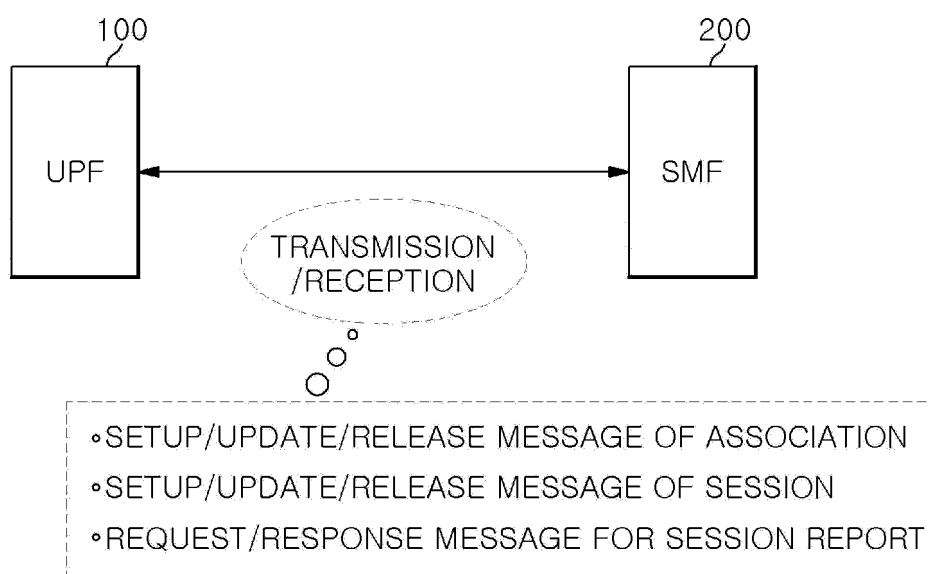 100
200
UPF
SMF
TRANSMISSION
/RECEPTION
∘SETUP/UPDATE/RELEASE MESSAGE OF ASSOCIATION
∘SETUP/UPDATE/RELEASE MESSAGE OF SESSION
∘REQUEST/RESPONSE MESSAGE FOR SESSION REPORT